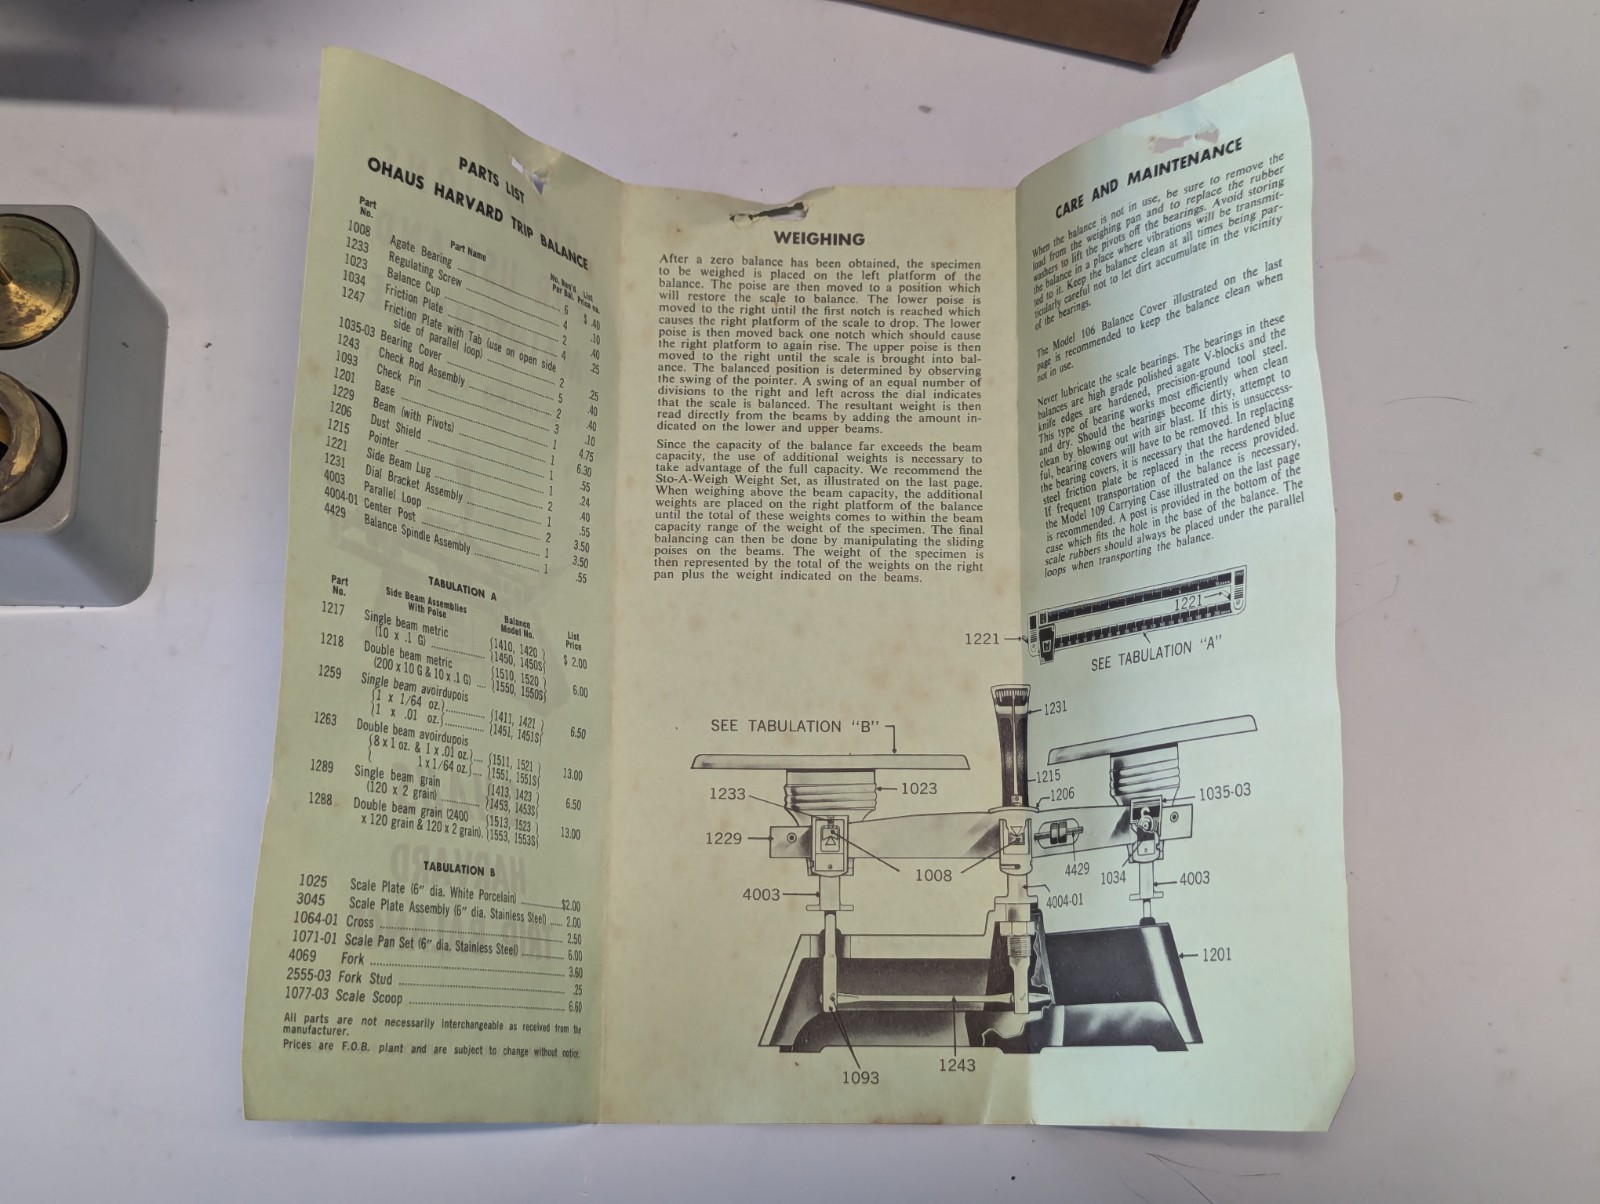 PARTS LIST
OHAUS HARVARD TRIP BALANCE
Part No. Part Name No. Req'd. Per Bal. List Price ea.
1008 Agate Bearing 6 $ .40
1233 Regulating Screw 4 .10
1023 Balance Cup 2 .40
1034 Friction Plate 4 .25
1247 Friction Plate with Tab (use on open side
side of parallel loop) 2 .25
1035-03 Bearing Cover 5 .40
1243 Check Rod Assembly 2 .40
1093 Check Pin 3 .10
1201 Base 1 4.75
1229 Beam (with Pivots) 1 6.30
1206 Dust Shield 1 .55
1215 Pointer 1 .24
1221 Side Beam Lug 2 .40
1231 Dial Bracket Assembly 1 .55
4003 Parallel Loop 2 3.50
4004-01 Center Post 1 3.50
4429 Balance Spindle Assembly 1 .55
TABULATION A
Part No. Side Beam Assemblies With Poise Balance Model No. List Price
1217 Single beam metric {1410, 1420}
(10 x .1 G) {1450, 1450S} $ 2.00
1218 Double beam metric {1510, 1520}
(200 x 10 G & 10 x .1 G) {1550, 1550S} 6.00
1259 Single beam avoirdupois
{1 x 1/64 oz.} {1411, 1421}
{1 x .01 oz.} {1451, 1451S} 6.50
1263 Double beam avoirdupois
{8 x 1 oz. & 1 x .01 oz.} {1511, 1521}
{ 1 x 1/64 oz.} {1551, 1551S} 13.00
1289 Single beam grain {1413, 1423}
(120 x 2 grain) {1453, 1453S} 6.50
1288 Double beam grain (2400 {1513, 1523}
x 120 grain & 120 x 2 grain). {1553, 1553S} 13.00
TABULATION B
1025 Scale Plate (6" dia. White Porcelain) $2.00
3045 Scale Plate Assembly (6" dia. Stainless Steel) 2.00
1064-01 Cross 2.50
1071-01 Scale Pan Set (6" dia. Stainless Steel) 6.00
4069 Fork 3.60
2555-03 Fork Stud .25
1077-03 Scale Scoop 6.60
All parts are not necessarily interchangeable as received from the
manufacturer.
Prices are F.O.B. plant and are subject to change without notice.
WEIGHING
After a zero balance has been obtained, the specimen
to be weighed is placed on the left platform of the
balance. The poise are then moved to a position which
will restore the scale to balance. The lower poise is
moved to the right until the first notch is reached which
causes the right platform of the scale to drop. The lower
poise is then moved back one notch which should cause
the right platform to again rise. The upper poise is then
moved to the right until the scale is brought into bal-
ance. The balanced position is determined by observing
the swing of the pointer. A swing of an equal number of
divisions to the right and left across the dial indicates
that the scale is balanced. The resultant weight is then
read directly from the beams by adding the amount in-
dicated on the lower and upper beams.
Since the capacity of the balance far exceeds the beam
capacity, the use of additional weights is necessary to
take advantage of the full capacity. We recommend the
Sto-A-Weigh Weight Set, as illustrated on the last page.
When weighing above the beam capacity, the additional
weights are placed on the right platform of the balance
until the total of these weights comes to within the beam
capacity range of the weight of the specimen. The final
balancing can then be done by manipulating the sliding
poises on the beams. The weight of the specimen is
then represented by the total of the weights on the right
pan plus the weight indicated on the beams.
CARE AND MAINTENANCE
When the balance is not in use, be sure to remove the
load from the weighing pan and to replace the rubber
washers to lift the pivots off the bearings. Avoid storing
the balance in a place where vibrations will be transmit-
ted to it. Keep the balance clean at all times being par-
ticularly careful not to let dirt accumulate in the vicinity
of the bearings.
The Model 106 Balance Cover illustrated on the last
page is recommended to keep the balance clean when
not in use.
Never lubricate the scale bearings. The bearings in these
balances are high grade polished agate V-blocks and the
knife edges are hardened, precision-ground tool steel.
This type of bearing works most efficiently when clean
and dry. Should the bearings become dirty, attempt to
clean by blowing out with air blast. If this is unsuccess-
ful, bearing covers will have to be removed. In replacing
the bearing covers, it is necessary that the hardened blue
steel friction plate be replaced in the recess provided.
If frequent transportation of the balance is necessary,
the Model 109 Carrying Case illustrated on the last page
is recommended. A post is provided in the bottom of the
case which fits the hole in the base of the balance. The
scale rubbers should always be placed under the parallel
loops when transporting the balance.
1221
1221
SEE TABULATION "A"
1231
SEE TABULATION "B"
1215
1233
1023
1206
1035-03
1229
1008
4429
1034
4003
4003
4004-01
1201
1243
1093